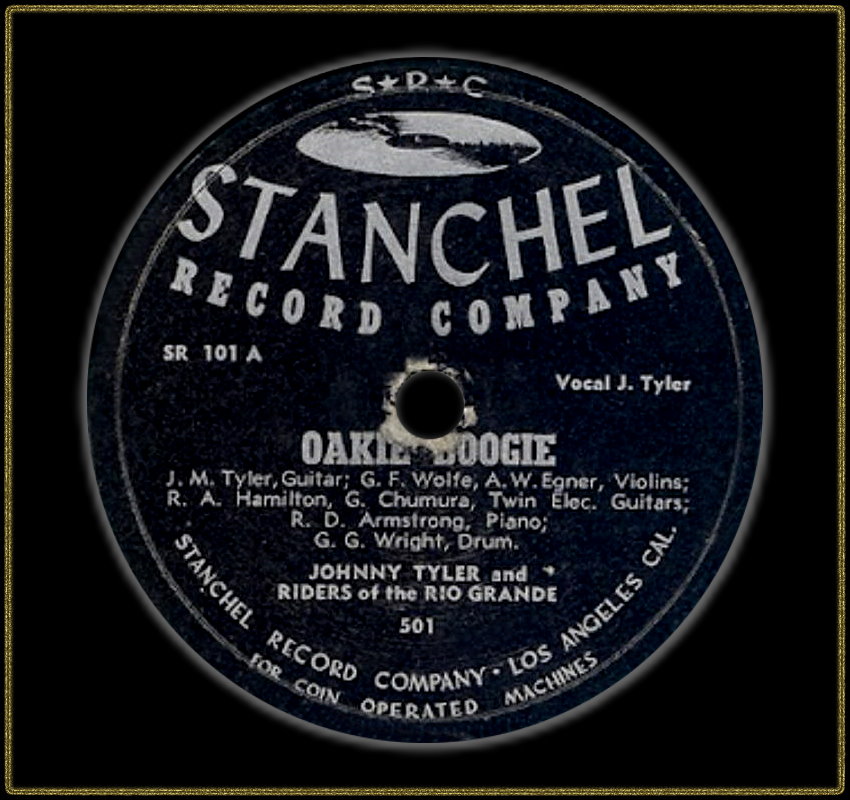 S★R★C
STANCHEL
RECORD COMPANY
SR 101 A
Vocal J. Tyler
OAKIE BOOGIE
J. M. Tyler, Guitar; G. F. Wolfe, A. W. Egner, Violins;
R. A. Hamilton, G. Chumura, Twin Elec. Guitars;
R. D. Armstrong, Piano;
G. G. Wright, Drum.
JOHNNY TYLER and
RIDERS of the RIO GRANDE
501
STANCHEL RECORD COMPANY • LOS ANGELES CAL.
FOR COIN OPERATED MACHINES